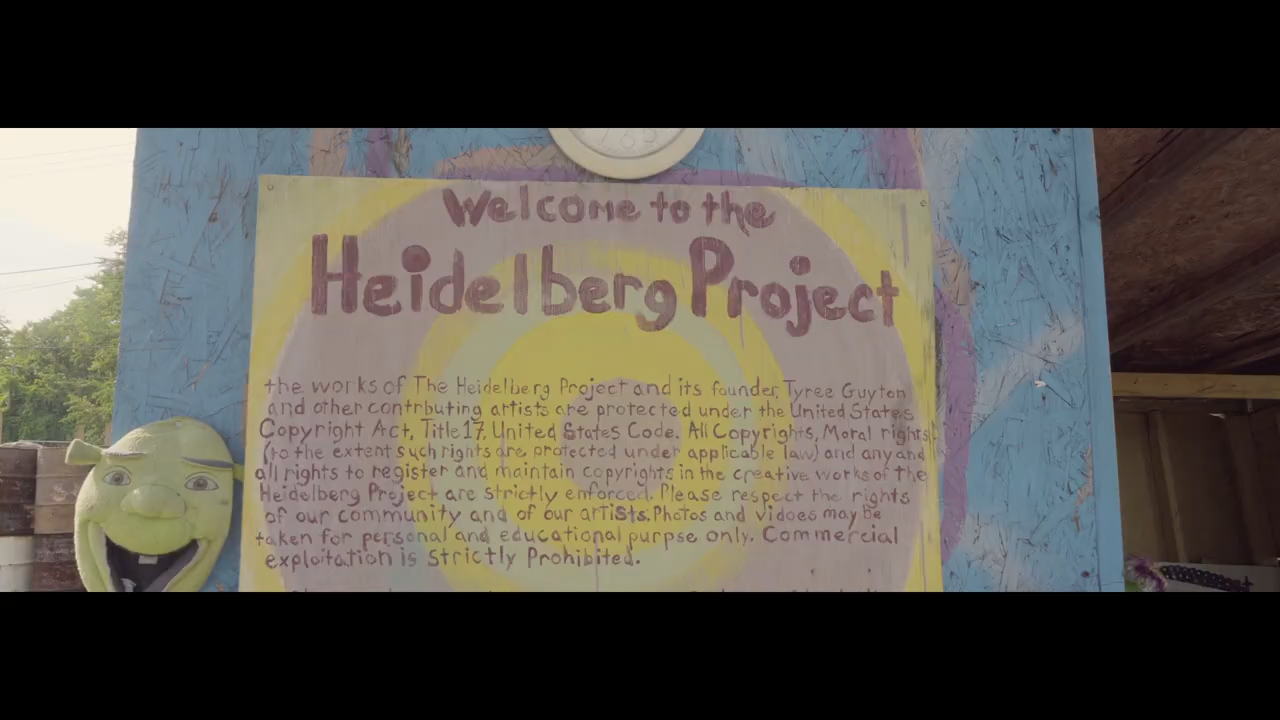 Welcome to the
Heidelberg Project
the works of The Heidelberg Project and its founder, Tyree Guyton
and other contrbuting artists are protected under the United States
Copyright Act, Title 17, United States Code. All Copyrights, Moral rights
(to the extent such rights are protected under applicable law) and any and
all rights to register and maintain copyrights in the creative works of the
Heidelberg Project are strictly enforced. Please respect the rights
of our community and of our artists. Photos and vidoes may be
taken for personal and educational purpse only. Commercial
exploitation is Strictly Prohibited.